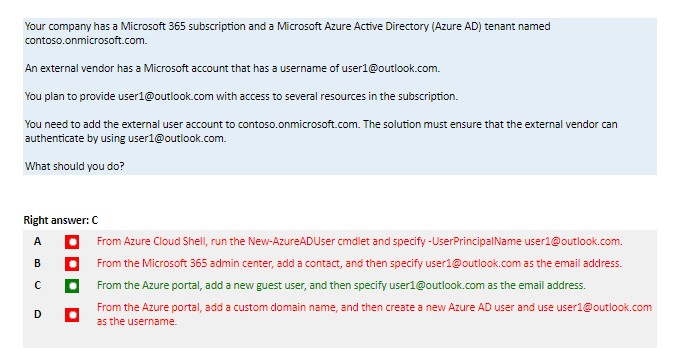 Your company has a Microsoft 365 subscription and a Microsoft Azure Active Directory (Azure AD) tenant named
contoso.onmicrosoft.com.
An external vendor has a Microsoft account that has a username of user1@outlook.com.
You plan to provide user1@outlook.com with access to several resources in the subscription.
You need to add the external user account to contoso.onmicrosoft.com. The solution must ensure that the external vendor can
authenticate by using user1@outlook.com.
What should you do?
Right answer: C
A From Azure Cloud Shell, run the New-AzureADUser cmdlet and specify -UserPrincipalName user1@outlook.com.
B From the Microsoft 365 admin center, add a contact, and then specify user1@outlook.com as the email address.
C From the Azure portal, add a new guest user, and then specify user1@outlook.com as the email address.
D From the Azure portal, add a custom domain name, and then create a new Azure AD user and use user1@outlook.com
as the username.